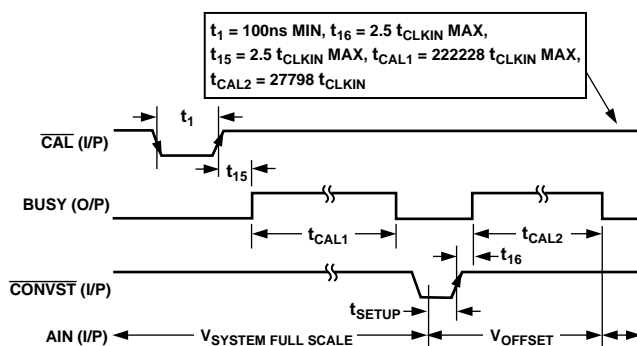 t1 = 100ns MIN, t16 = 2.5 tCLKIN MAX,
t15 = 2.5 tCLKIN MAX, tCAL1 = 222228 tCLKIN MAX,
tCAL2 = 27798 tCLKIN
t1
CAL (I/P)
t15
BUSY (O/P)
tCAL1
tCAL2
t16
CONVST (I/P)
tSETUP
AIN (I/P)
VSYSTEM FULL SCALE
VOFFSET